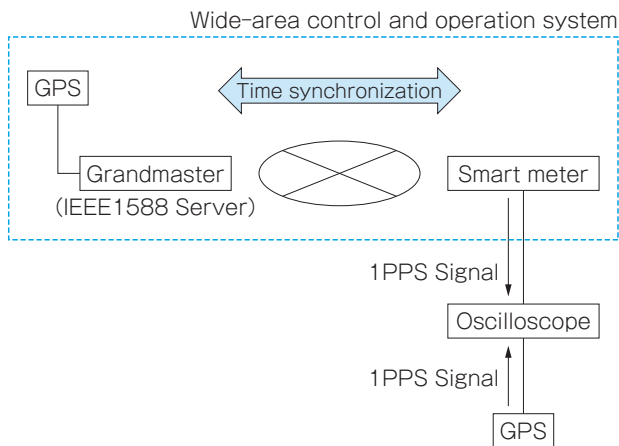 Wide-area control and operation system
GPS
Time synchronization
Grandmaster
(IEEE1588 Server)
Smart meter
1PPS Signal
Oscilloscope
1PPS Signal
GPS